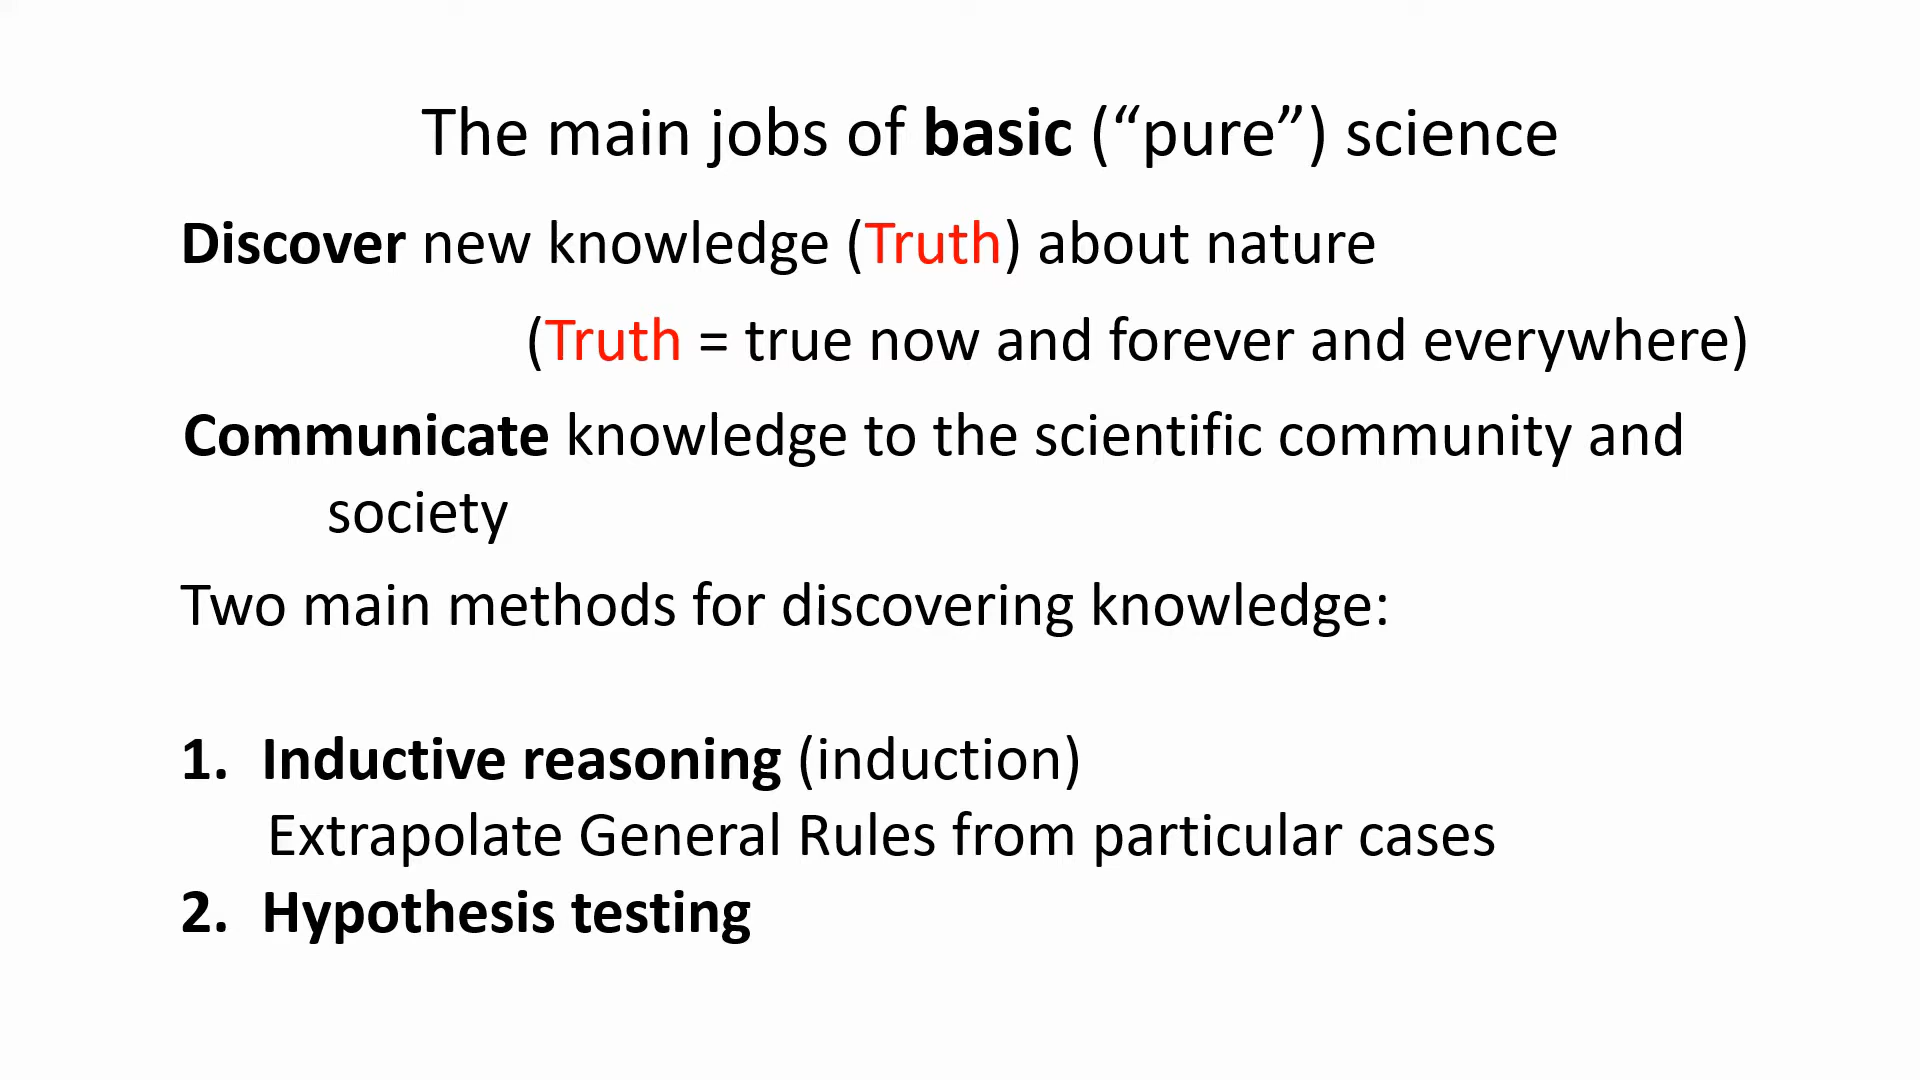 The main jobs of basic (“pure”) science
Discover new knowledge (Truth) about nature
(Truth = true now and forever and everywhere)
Communicate knowledge to the scientific community and
society
Two main methods for discovering knowledge:
1. Inductive reasoning (induction)
Extrapolate General Rules from particular cases
2. Hypothesis testing